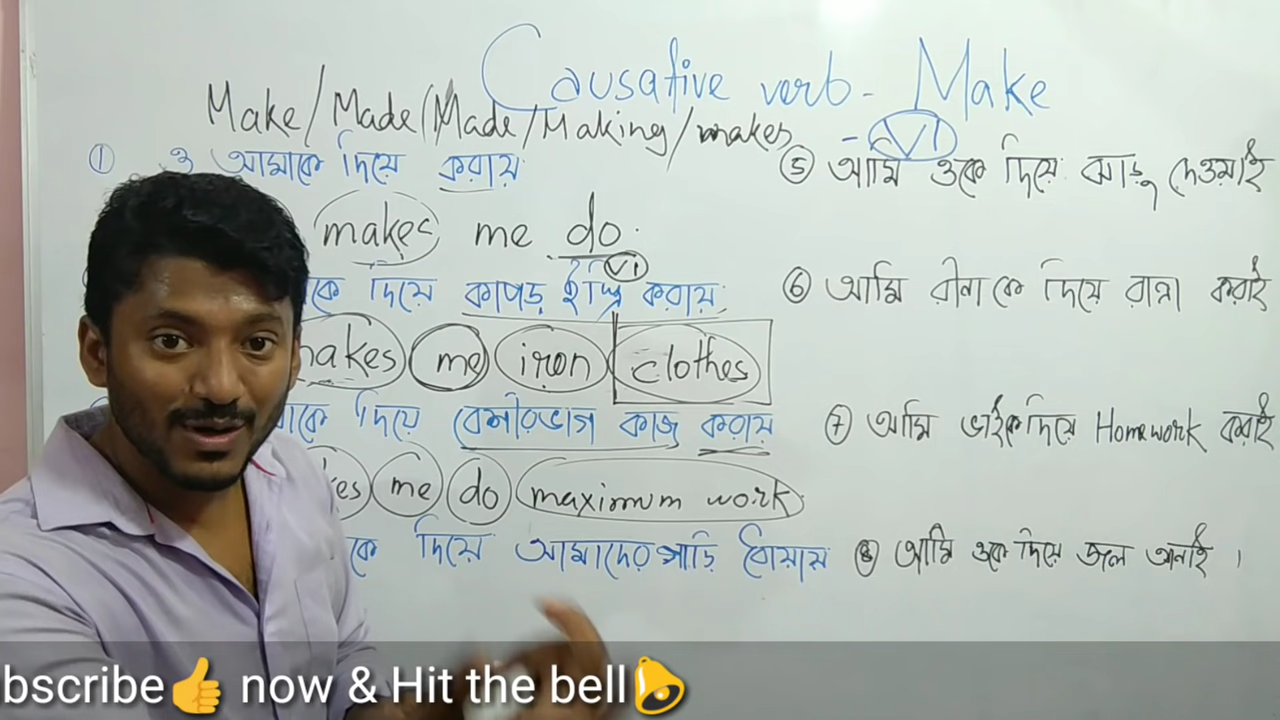 Causative verb - Make
Make/Made/Made/Making/makes - V1
① ও আমাকে দিয়ে করায়
makes me do.
V1
কে দিয়ে কাপড় ইস্ত্রি করায়
makes me iron clothes
াকে দিয়ে বেশীরভাগ কাজ করায়
es me do maximum work
কে দিয়ে আমাদের গাড়ি ধোয়ায়
⑤ আমি ওকে দিয়ে ঝাড়ু দেওয়াই
⑥ আমি রীনাকে দিয়ে রান্না করাই
⑦ আমি ভাইকে দিয়ে Homework করাই
⑧ আমি ওকে দিয়ে জল আনাই ।
bscribe👍 now & Hit the bell🔔